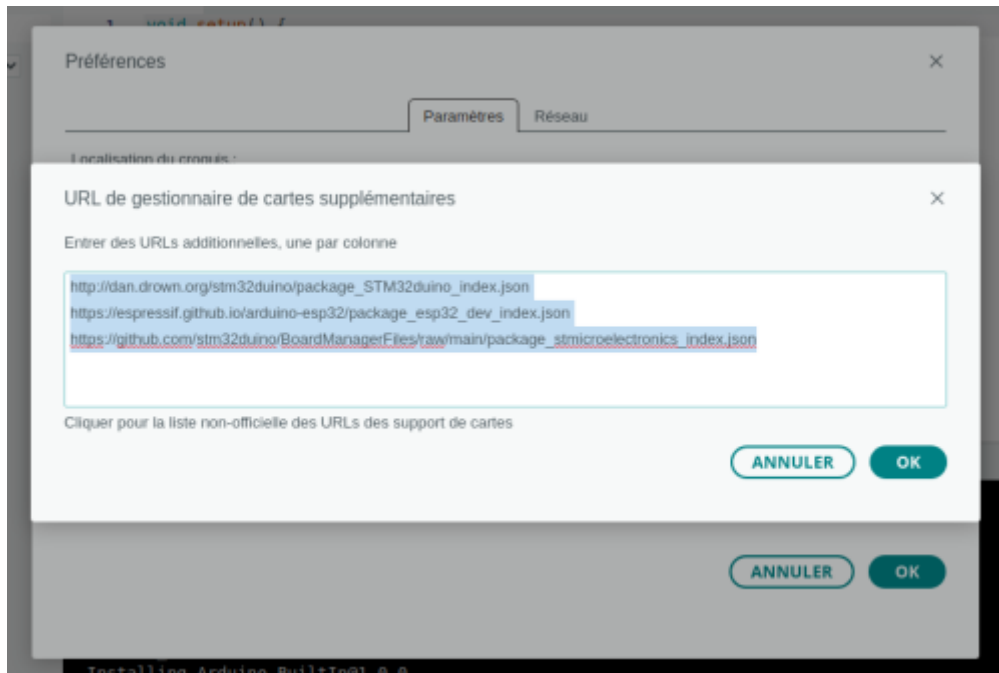 1 void setup() {
Préférences
Paramètres Réseau
Localisation du croquis :
URL de gestionnaire de cartes supplémentaires
Entrer des URLs additionnelles, une par colonne
http://dan.drown.org/stm32duino/package_STM32duino_index.json
https://espressif.github.io/arduino-esp32/package_esp32_dev_index.json
https://github.com/stm32duino/BoardManagerFiles/raw/main/package_stmicroelectronics_index.json
Cliquer pour la liste non-officielle des URLs des support de cartes
ANNULER OK
ANNULER OK
Installing Arduino_BuiltIn@1.0.0